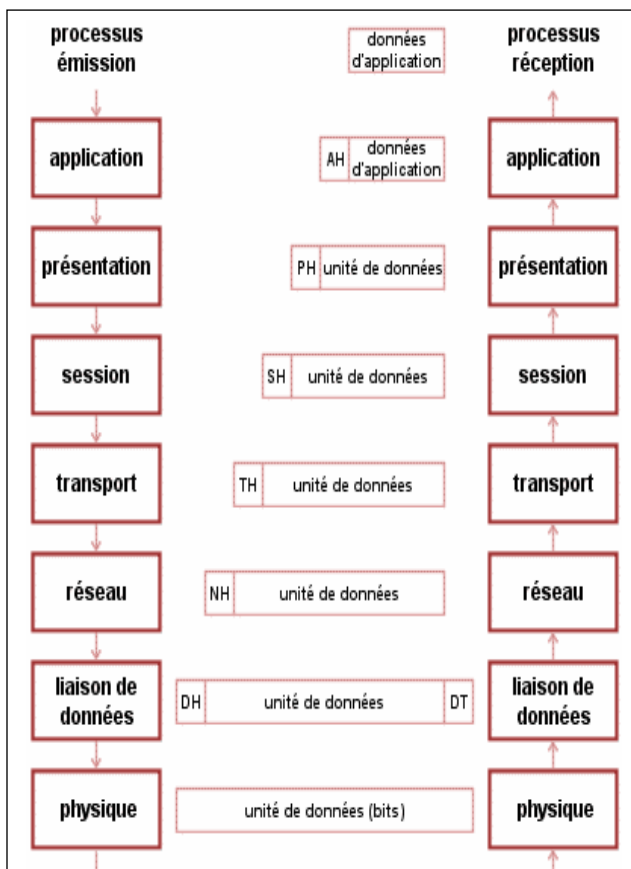 processus
émission
données
d'application
processus
réception
application
AH
données
d'application
application
présentation
PH
unité de données
présentation
session
SH
unité de données
session
transport
TH
unité de données
transport
réseau
NH
unité de données
réseau
liaison de
données
DH
unité de données
DT
liaison de
données
physique
unité de données (bits)
physique